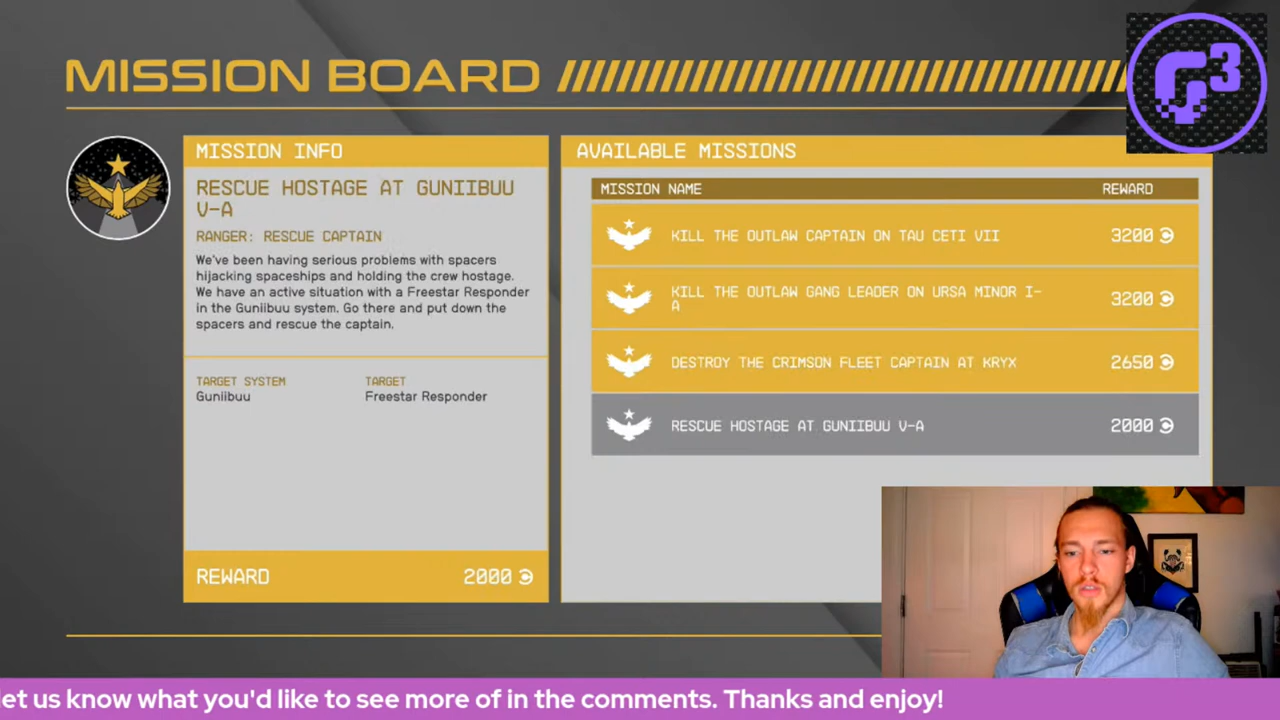 MISSION BOARD
MISSION INFO
RESCUE HOSTAGE AT GUNIIBUU
V-A
RANGER: RESCUE CAPTAIN
We've been having serious problems with spacers
hijacking spaceships and holding the crew hostage.
We have an active situation with a Freestar Responder
in the Guniibuu system. Go there and put down the
spacers and rescue the captain.
TARGET SYSTEM
Guniibuu
TARGET
Freestar Responder
REWARD 2000
AVAILABLE MISSIONS
MISSION NAME REWARD
KILL THE OUTLAW CAPTAIN ON TAU CETI VII 3200
KILL THE OUTLAW GANG LEADER ON URSA MINOR I-
A 3200
DESTROY THE CRIMSON FLEET CAPTAIN AT KRYX 2650
RESCUE HOSTAGE AT GUNIIBUU V-A 2000
let us know what you'd like to see more of in the comments. Thanks and enjoy!